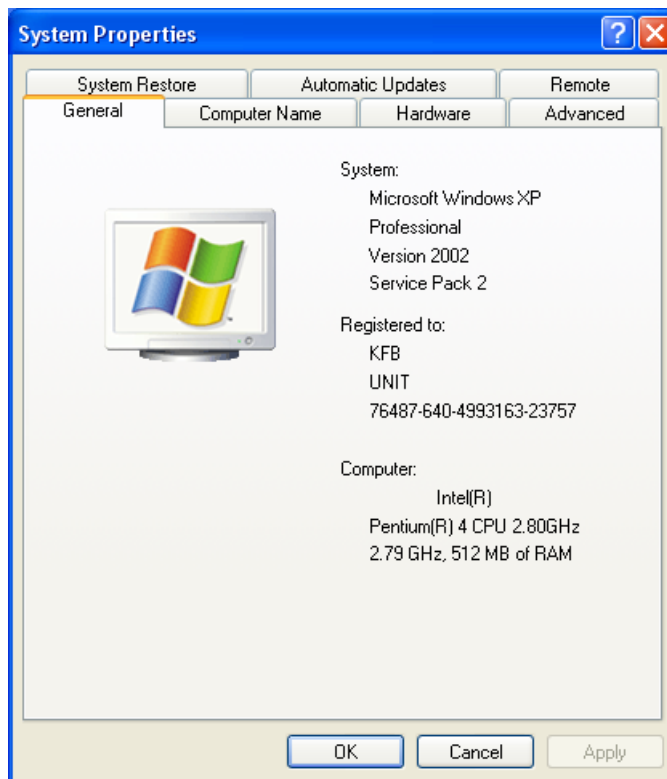 System Properties
System Restore
Automatic Updates
Remote
General
Computer Name
Hardware
Advanced
System:
Microsoft Windows XP
Professional
Version 2002
Service Pack 2
Registered to:
KFB
UNIT
76487-640-4993163-23757
Computer:
Intel(R)
Pentium(R) 4 CPU 2.80GHz
2.79 GHz, 512 MB of RAM
OK
Cancel
Apply